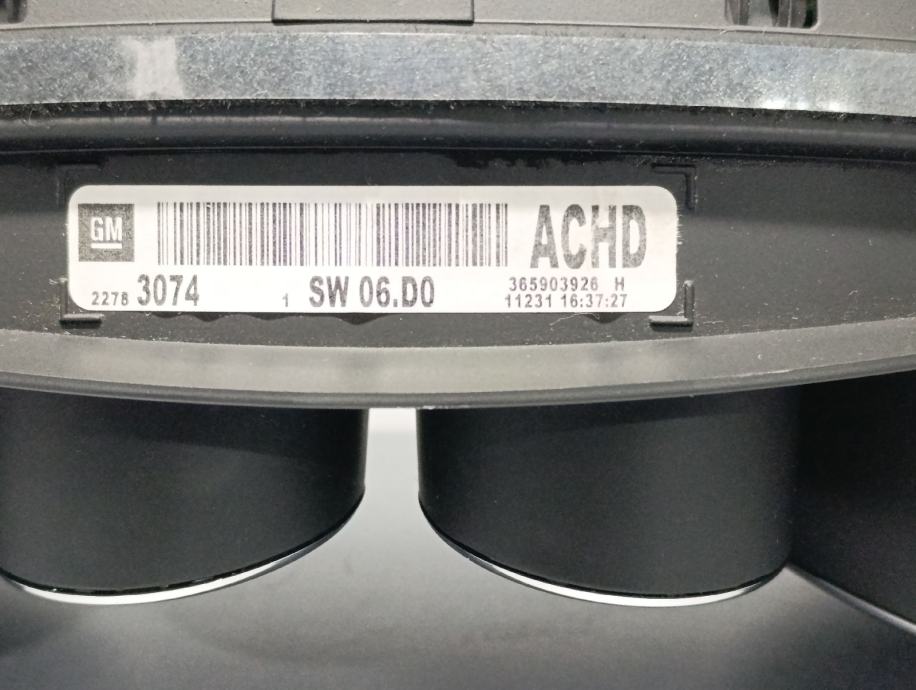 GM
ACHD
2278 3074 1 SW 06.D0
365903926 H
11231 16:37:27